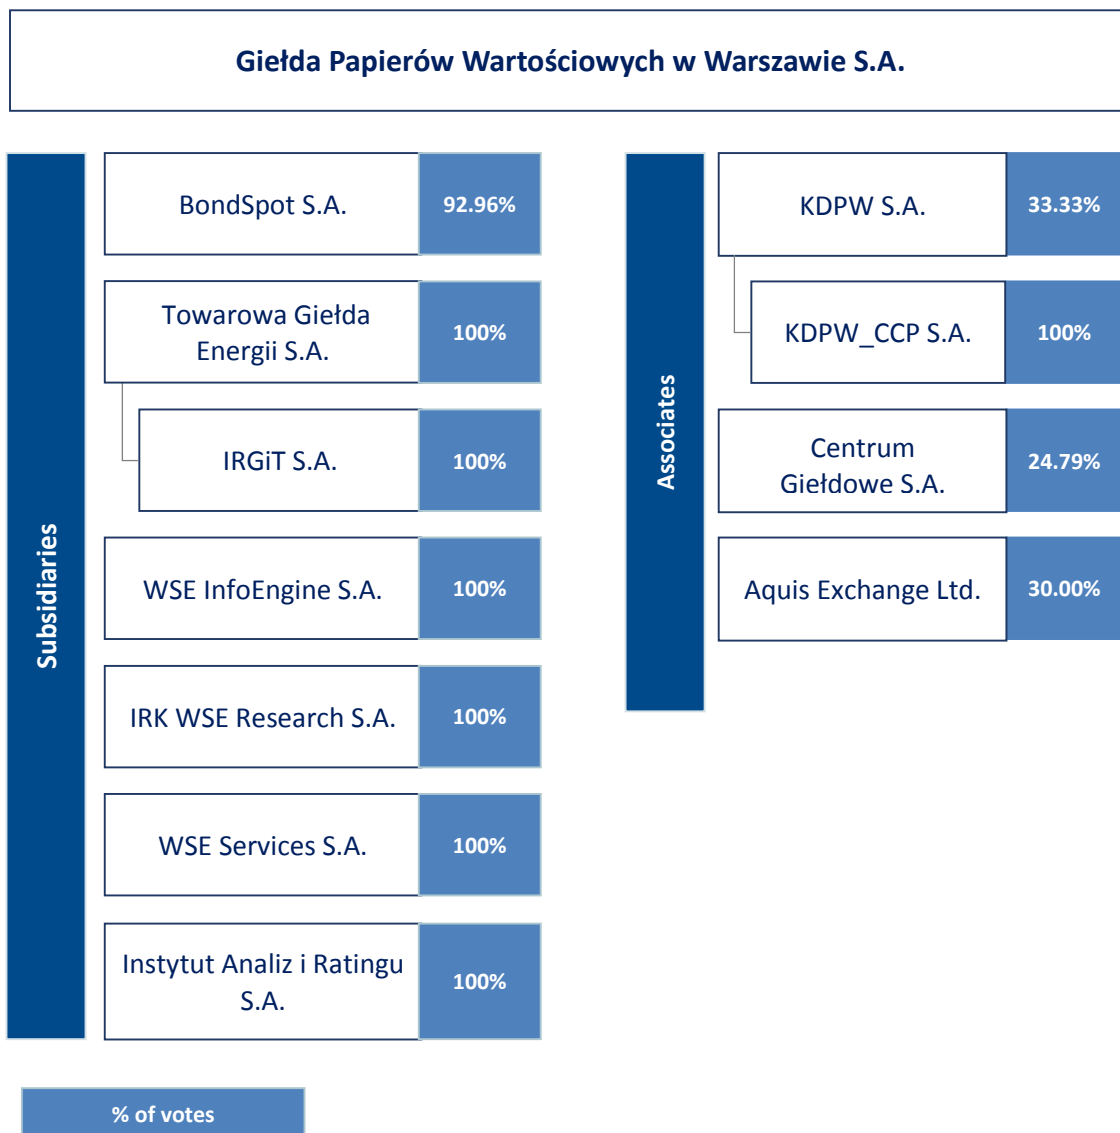 Giełda Papierów Wartościowych w Warszawie S.A.
Subsidiaries
BondSpot S.A.
92.96%
Towarowa Giełda
Energii S.A.
100%
IRGiT S.A.
100%
WSE InfoEngine S.A.
100%
IRK WSE Research S.A.
100%
WSE Services S.A.
100%
Instytut Analiz i Ratingu
S.A.
100%
Associates
KDPW S.A.
33.33%
KDPW_CCP S.A.
100%
Centrum
Giełdowe S.A.
24.79%
Aquis Exchange Ltd.
30.00%
% of votes